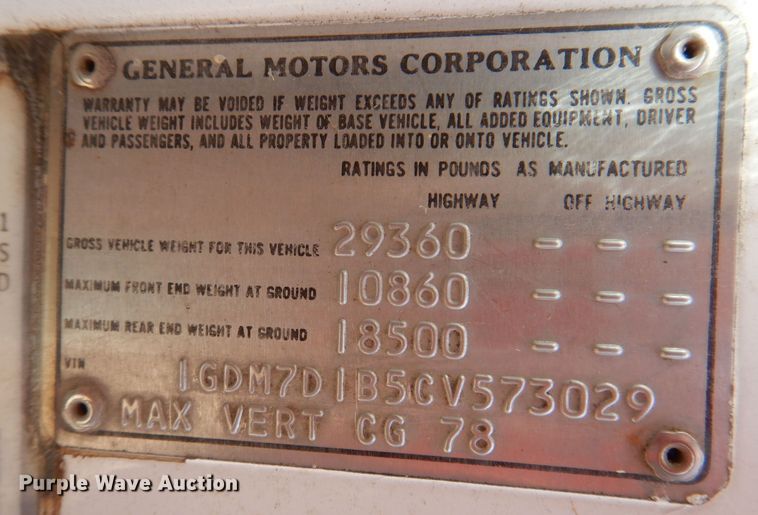 GENERAL MOTORS CORPORATION
WARRANTY MAY BE VOIDED IF WEIGHT EXCEEDS ANY OF RATINGS SHOWN. GROSS
VEHICLE WEIGHT INCLUDES WEIGHT OF BASE VEHICLE, ALL ADDED EQUIPMENT, DRIVER
AND PASSENGERS, AND ALL PROPERTY LOADED INTO OR ONTO VEHICLE.
RATINGS IN POUNDS AS MANUFACTURED
HIGHWAY OFF HIGHWAY
GROSS VEHICLE WEIGHT FOR THIS VEHICLE 29360 - - -
MAXIMUM FRONT END WEIGHT AT GROUND 10860 - - -
MAXIMUM REAR END WEIGHT AT GROUND 18500 - - -
VIN 1GDM7D1B5CV573029
MAX VERT CG 78
1
S
D
Purple Wave Auction